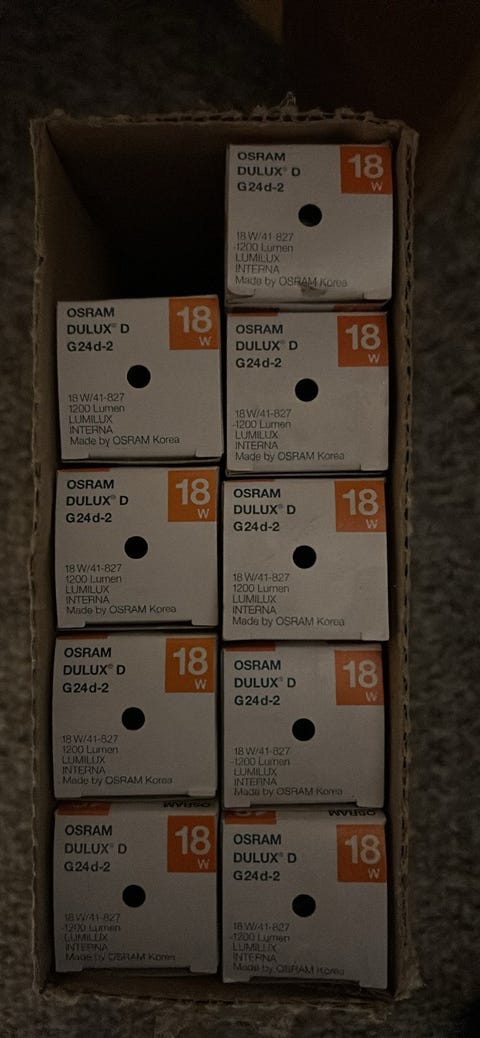 OSRAM
DULUX® D
G24d-2
18
W
18 W/41-827
1200 Lumen
LUMILUX
INTERNA
Made by OSRAM Korea
OSRAM
DULUX® D
G24d-2
18
W
18 W/41-827
1200 Lumen
LUMILUX
INTERNA
Made by OSRAM Korea
OSRAM
DULUX® D
G24d-2
18
W
18 W/41-827
1200 Lumen
LUMILUX
INTERNA
Made by OSRAM Korea
OSRAM
DULUX® D
G24d-2
18
W
18 W/41-827
1200 Lumen
LUMILUX
INTERNA
Made by OSRAM Korea
OSRAM
DULUX® D
G24d-2
18
W
18 W/41-827
1200 Lumen
LUMILUX
INTERNA
Made by OSRAM Korea
OSRAM
DULUX® D
G24d-2
18
W
18 W/41-827
1200 Lumen
LUMILUX
INTERNA
Made by OSRAM Korea
OSRAM
DULUX® D
G24d-2
18
W
18 W/41-827
1200 Lumen
LUMILUX
INTERNA
Made by OSRAM Korea
OSRAM
OSRAM
DULUX® D
G24d-2
18
W
18 W/41-827
1200 Lumen
LUMILUX
INTERNA
Made by OSRAM Korea
OSRAM
OSRAM
DULUX® D
G24d-2
18
W
18 W/41-827
1200 Lumen
LUMILUX
INTERNA
Made by OSRAM Korea